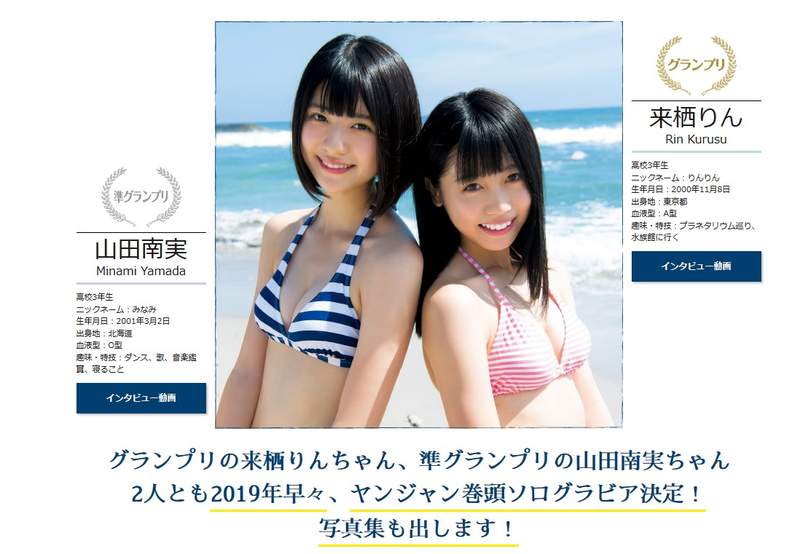 準グランプリ
山田南実
Minami Yamada
高校3年生
ニックネーム：みなみ
生年月日：2001年3月2日
出身地：北海道
血液型：O型
趣味・特技：ダンス、歌、音楽鑑
賞、寝ること
インタビュー動画
グランプリ
来栖りん
Rin Kurusu
高校3年生
ニックネーム：りんりん
生年月日：2000年11月8日
出身地：東京都
血液型：A型
趣味・特技：プラネタリウム巡り、
水族館に行く
インタビュー動画
グランプリの来栖りんちゃん、準グランプリの山田南実ちゃん
2人とも2019年早々、ヤンジャン巻頭ソログラビア決定！
写真集も出します！